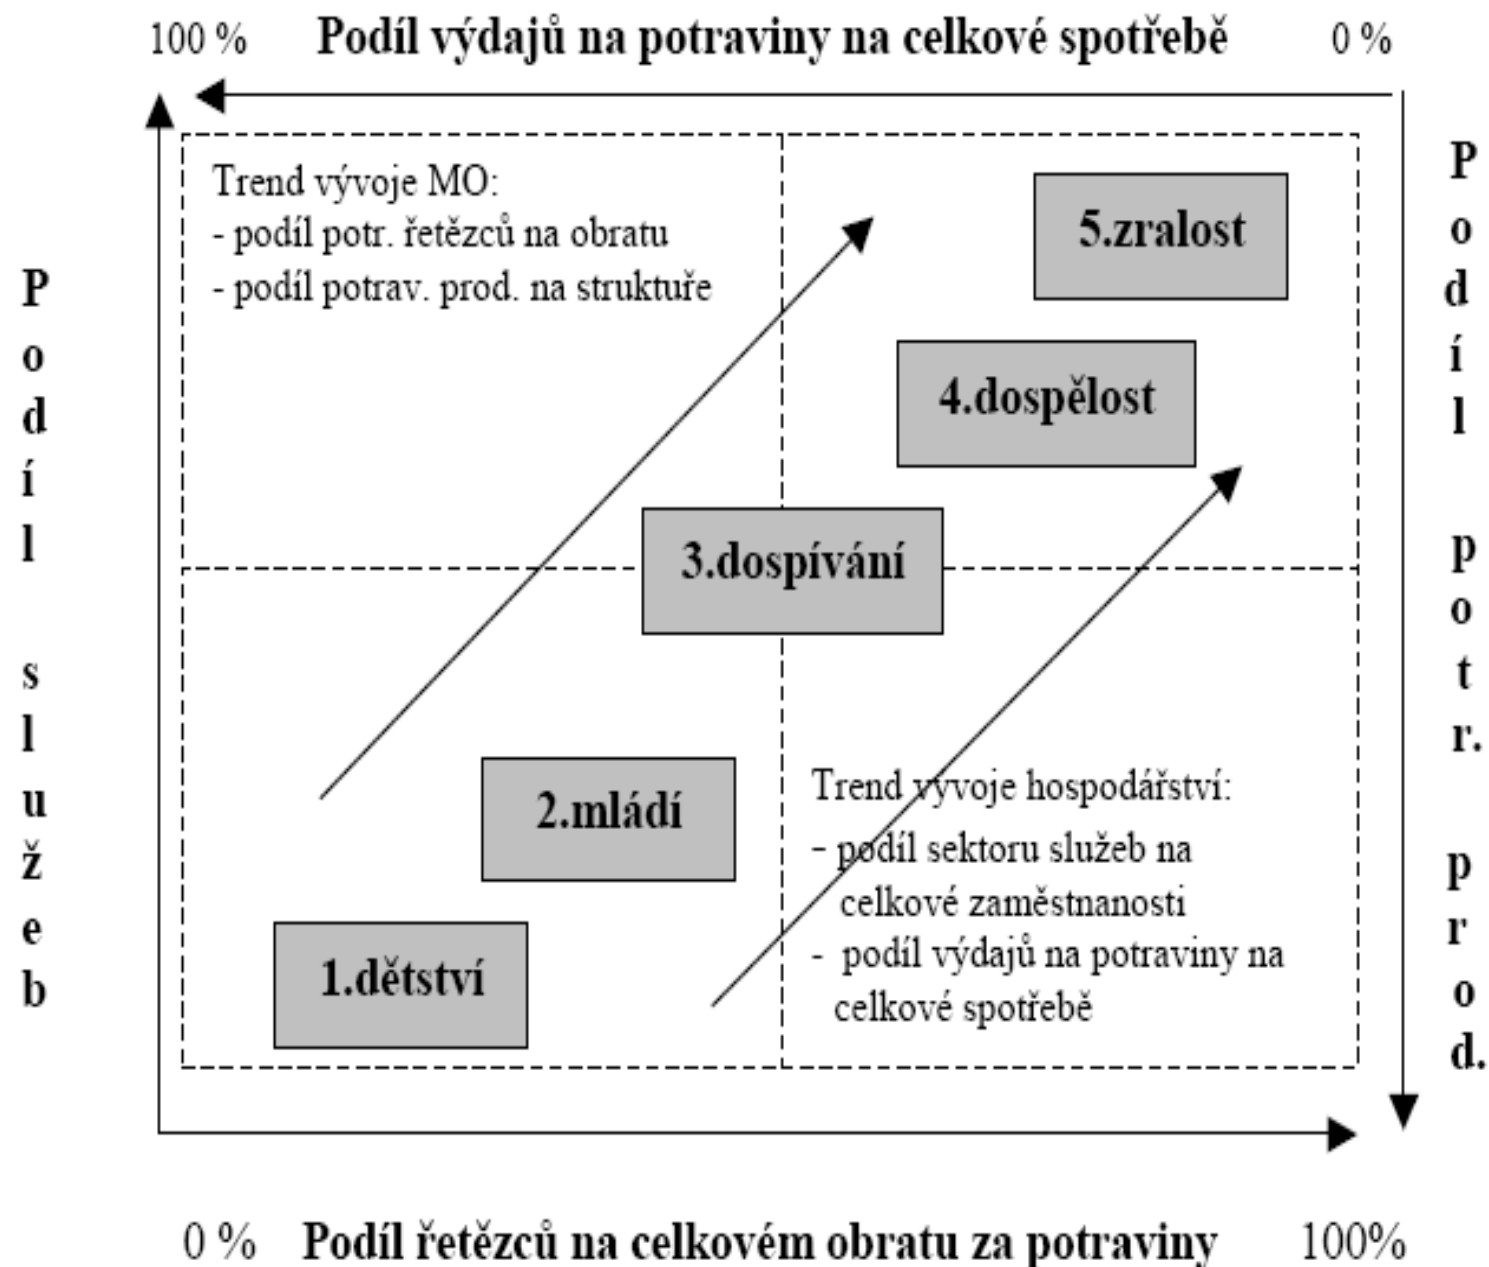 100 % Podíl výdajů na potraviny na celkové spotřebě 0 %
Podíl služeb
Trend vývoje MO:
- podíl potr. řetězců na obratu
- podíl potrav. prod. na struktuře
5.zralost
4.dospělost
3.dospívání
2.mládí
1.dětství
Trend vývoje hospodářství:
- podíl sektoru služeb na
celkové zaměstnanosti
- podíl výdajů na potraviny na
celkové spotřebě
Podíl potr. prod.
0 % Podíl řetězců na celkovém obratu za potraviny 100%